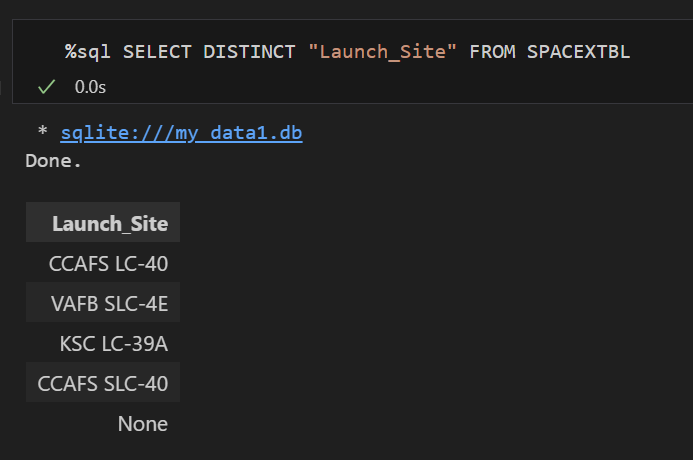 %sql SELECT DISTINCT "Launch_Site" FROM SPACEXTBL
0.0s
* sqlite:///my_data1.db
Done.
Launch_Site
CCAFS LC-40
VAFB SLC-4E
KSC LC-39A
CCAFS SLC-40
None